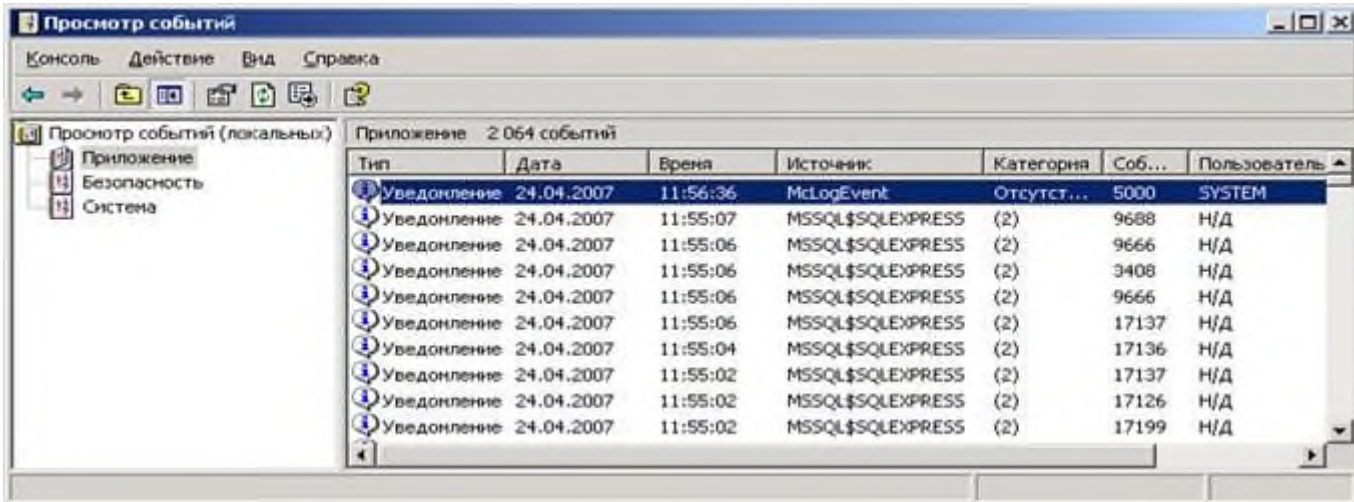 Просмотр событий
Консоль Действие Вид Справка
Просмотр событий (локальных)
Приложение
Безопасность
Система
Приложение 2 064 событий
Тип Дата Время Источник Категория Соб... Пользователь
Уведомление 24.04.2007 11:56:36 McLogEvent Отсутст... 5000 SYSTEM
Уведомление 24.04.2007 11:55:07 MSSQL$SQLEXPRESS (2) 9688 Н/Д
Уведомление 24.04.2007 11:55:06 MSSQL$SQLEXPRESS (2) 9666 Н/Д
Уведомление 24.04.2007 11:55:06 MSSQL$SQLEXPRESS (2) 3408 Н/Д
Уведомление 24.04.2007 11:55:06 MSSQL$SQLEXPRESS (2) 9666 Н/Д
Уведомление 24.04.2007 11:55:06 MSSQL$SQLEXPRESS (2) 17137 Н/Д
Уведомление 24.04.2007 11:55:04 MSSQL$SQLEXPRESS (2) 17136 Н/Д
Уведомление 24.04.2007 11:55:02 MSSQL$SQLEXPRESS (2) 17137 Н/Д
Уведомление 24.04.2007 11:55:02 MSSQL$SQLEXPRESS (2) 17126 Н/Д
Уведомление 24.04.2007 11:55:02 MSSQL$SQLEXPRESS (2) 17199 Н/Д